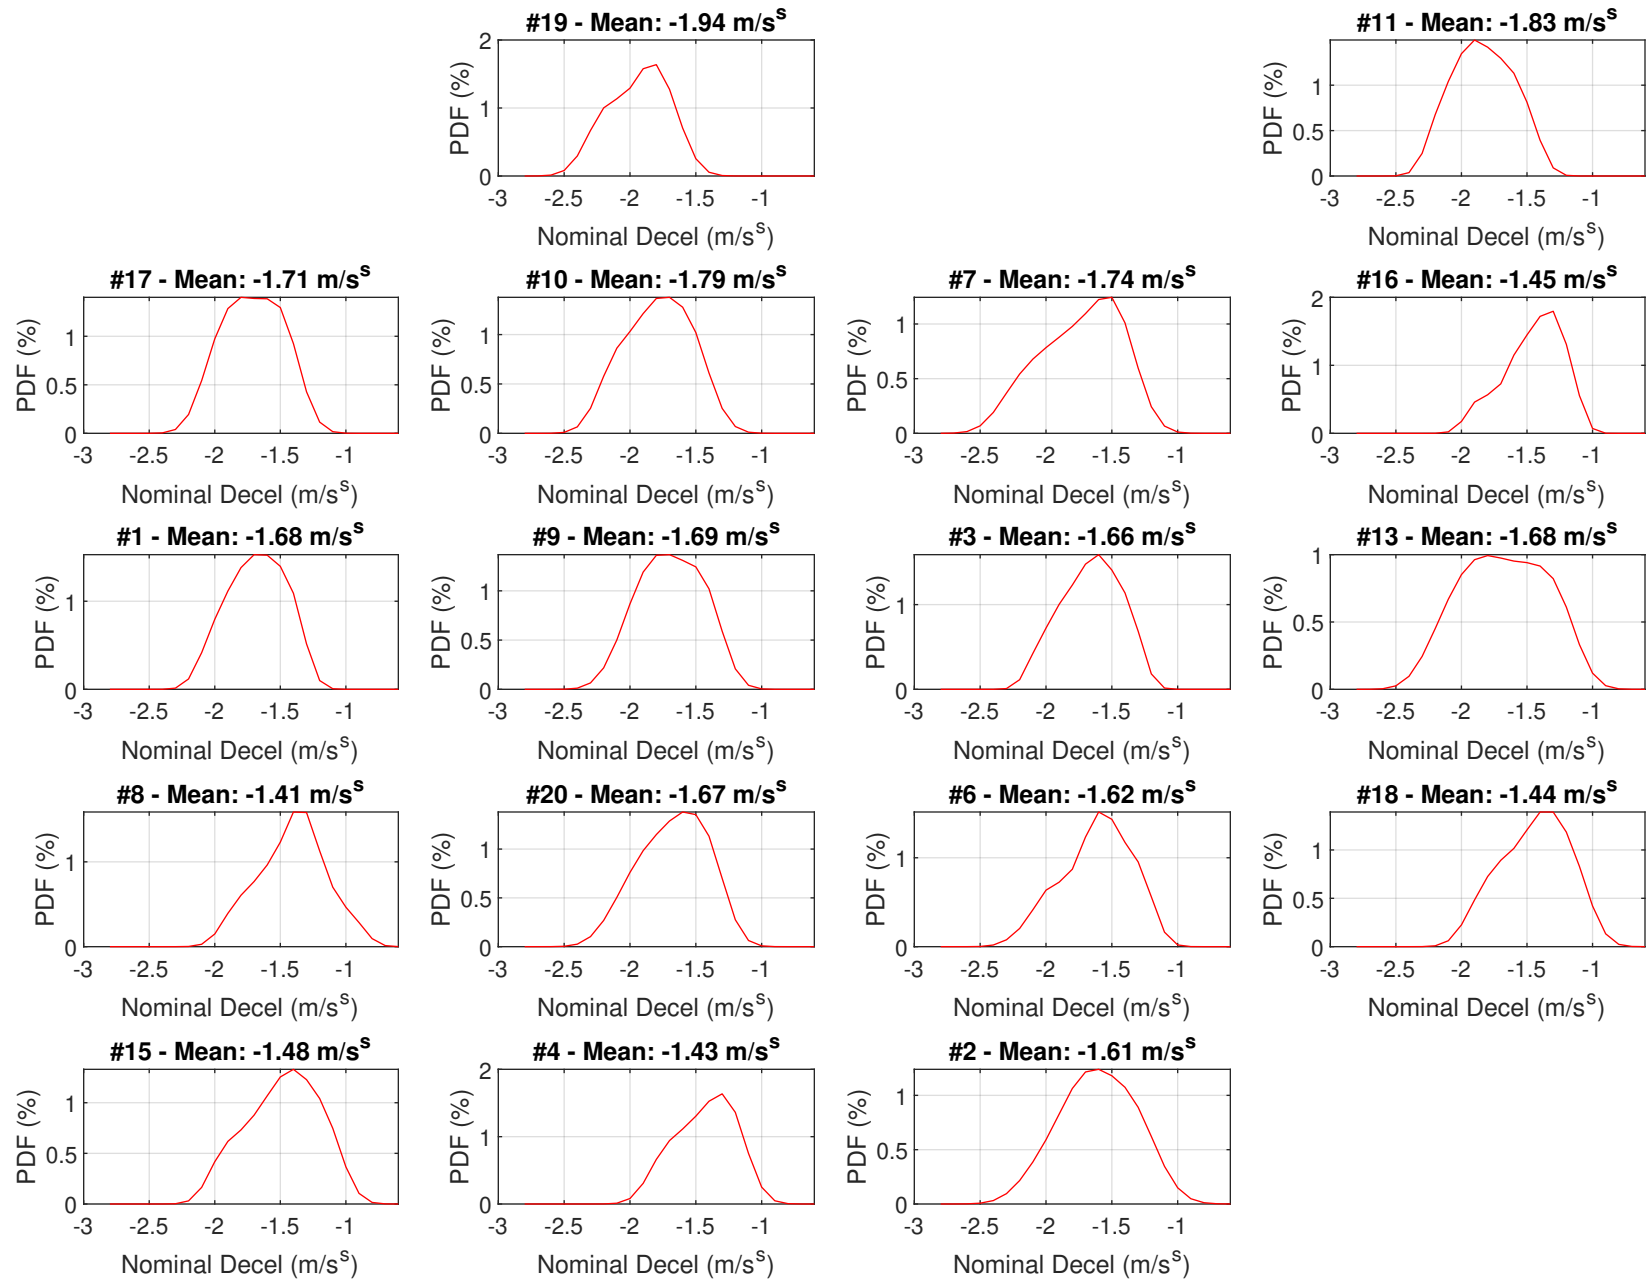 #19 - Mean: -1.94 m/s^s
PDF (%)
2
1
0
-3 -2.5 -2 -1.5 -1
Nominal Decel (m/s^s)
#11 - Mean: -1.83 m/s^s
PDF (%)
1
0.5
0
-3 -2.5 -2 -1.5 -1
Nominal Decel (m/s^s)
#17 - Mean: -1.71 m/s^s
PDF (%)
1
0.5
0
-3 -2.5 -2 -1.5 -1
Nominal Decel (m/s^s)
#10 - Mean: -1.79 m/s^s
PDF (%)
1
0.5
0
-3 -2.5 -2 -1.5 -1
Nominal Decel (m/s^s)
#7 - Mean: -1.74 m/s^s
PDF (%)
1
0.5
0
-3 -2.5 -2 -1.5 -1
Nominal Decel (m/s^s)
#16 - Mean: -1.45 m/s^s
PDF (%)
2
1
0
-3 -2.5 -2 -1.5 -1
Nominal Decel (m/s^s)
#1 - Mean: -1.68 m/s^s
PDF (%)
1
0
-3 -2.5 -2 -1.5 -1
Nominal Decel (m/s^s)
#9 - Mean: -1.69 m/s^s
PDF (%)
1
0.5
0
-3 -2.5 -2 -1.5 -1
Nominal Decel (m/s^s)
#3 - Mean: -1.66 m/s^s
PDF (%)
1
0
-3 -2.5 -2 -1.5 -1
Nominal Decel (m/s^s)
#13 - Mean: -1.68 m/s^s
PDF (%)
1
0.5
0
-3 -2.5 -2 -1.5 -1
Nominal Decel (m/s^s)
#8 - Mean: -1.41 m/s^s
PDF (%)
1
0
-3 -2.5 -2 -1.5 -1
Nominal Decel (m/s^s)
#20 - Mean: -1.67 m/s^s
PDF (%)
1
0.5
0
-3 -2.5 -2 -1.5 -1
Nominal Decel (m/s^s)
#6 - Mean: -1.62 m/s^s
PDF (%)
1
0
-3 -2.5 -2 -1.5 -1
Nominal Decel (m/s^s)
#18 - Mean: -1.44 m/s^s
PDF (%)
1
0.5
0
-3 -2.5 -2 -1.5 -1
Nominal Decel (m/s^s)
#15 - Mean: -1.48 m/s^s
PDF (%)
1
0.5
0
-3 -2.5 -2 -1.5 -1
Nominal Decel (m/s^s)
#4 - Mean: -1.43 m/s^s
PDF (%)
2
1
0
-3 -2.5 -2 -1.5 -1
Nominal Decel (m/s^s)
#2 - Mean: -1.61 m/s^s
PDF (%)
1
0.5
0
-3 -2.5 -2 -1.5 -1
Nominal Decel (m/s^s)